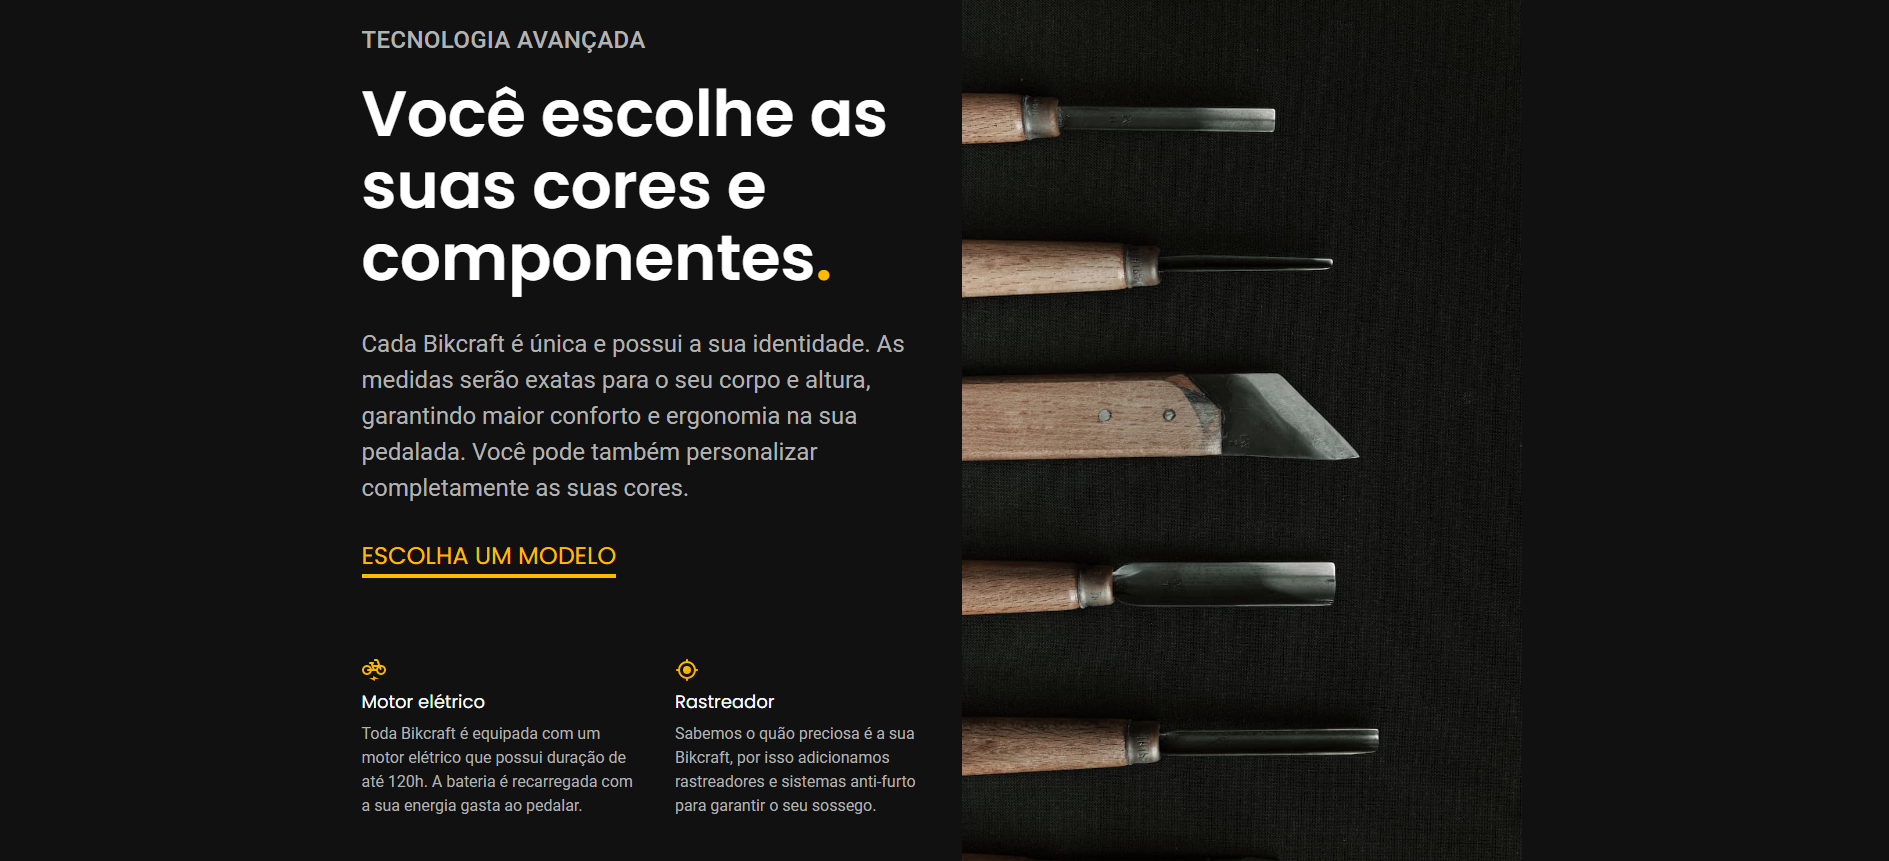 TECNOLOGIA AVANÇADA
Você escolhe as
suas cores e
componentes.
Cada Bikcraft é única e possui a sua identidade. As
medidas serão exatas para o seu corpo e altura,
garantindo maior conforto e ergonomia na sua
pedalada. Você pode também personalizar
completamente as suas cores.
ESCOLHA UM MODELO
Motor elétrico
Toda Bikcraft é equipada com um
motor elétrico que possui duração de
até 120h. A bateria é recarregada com
a sua energia gasta ao pedalar.
Rastreador
Sabemos o quão preciosa é a sua
Bikcraft, por isso adicionamos
rastreadores e sistemas anti-furto
para garantir o seu sossego.